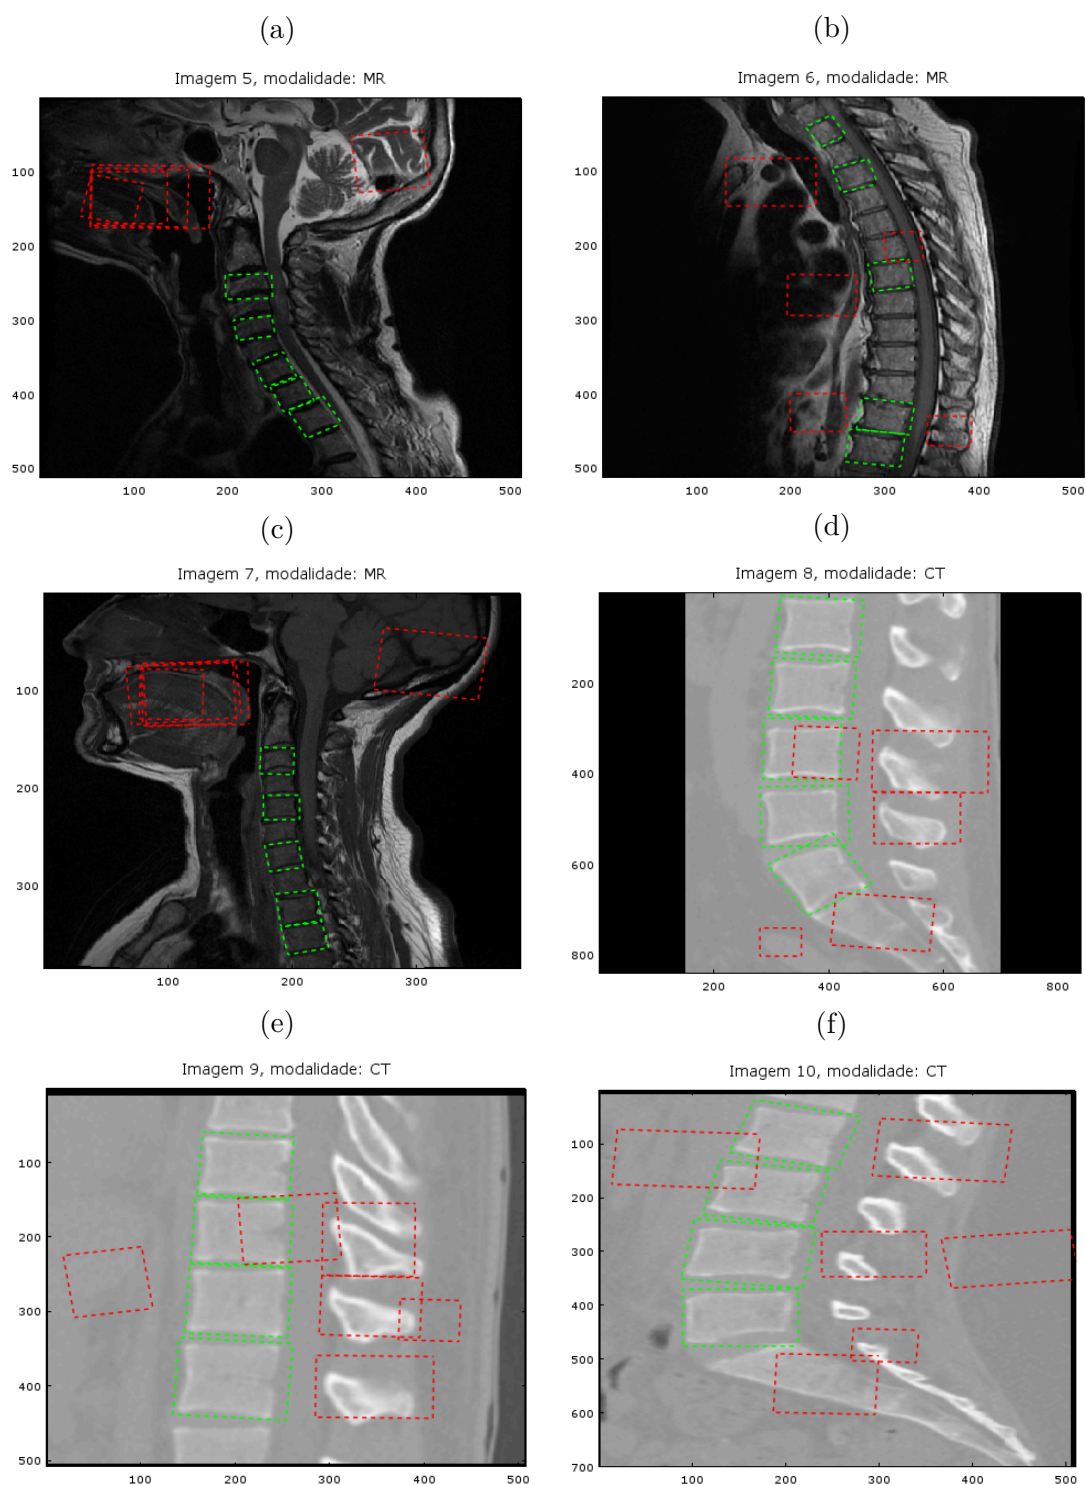 (a)
Imagem 5, modalidade: MR
100
200
300
400
500
100 200 300 400 500
(b)
Imagem 6, modalidade: MR
100
200
300
400
500
100 200 300 400 500
(c)
Imagem 7, modalidade: MR
100
200
300
100 200 300
(d)
Imagem 8, modalidade: CT
200
400
600
800
200 400 600 800
(e)
Imagem 9, modalidade: CT
100
200
300
400
500
100 200 300 400 500
(f)
Imagem 10, modalidade: CT
100
200
300
400
500
600
700
100 200 300 400 500